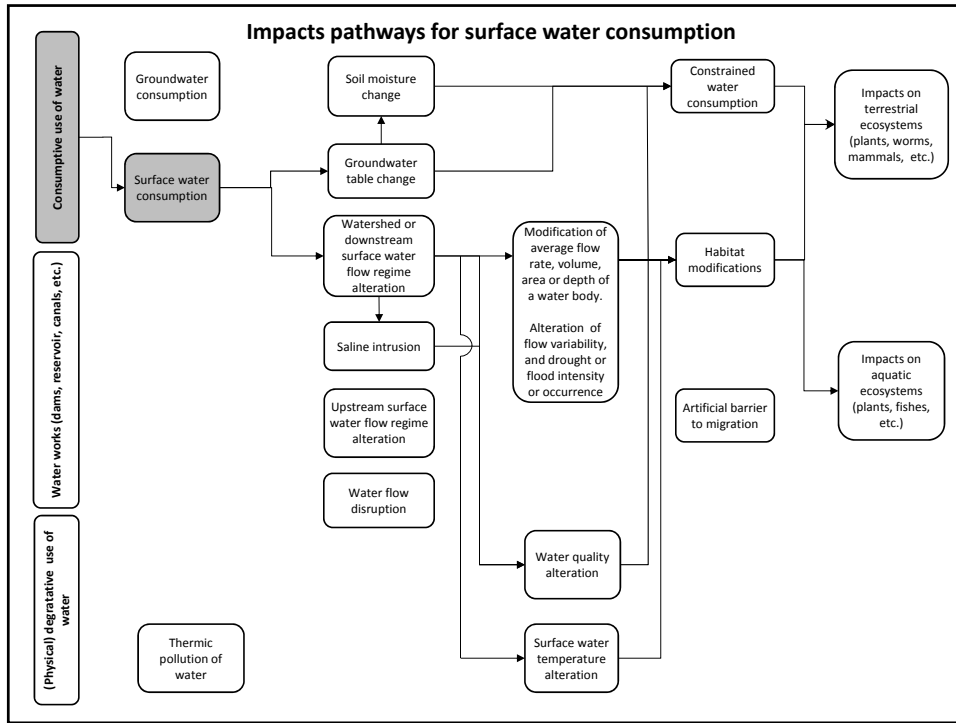 Impacts pathways for surface water consumption
Consumptive use of water
Water works (dams, reservoir, canals, etc.)
(Physical) degratative use of
water
Groundwater
consumption
Surface water
consumption
Thermic
pollution of
water
Soil moisture
change
Groundwater
table change
Watershed or
downstream
surface water
flow regime
alteration
Saline intrusion
Upstream surface
water flow regime
alteration
Water flow
disruption
Modification of
average flow
rate, volume,
area or depth of
a water body.
Alteration of
flow variability,
and drought or
flood intensity
or occurrence
Water quality
alteration
Surface water
temperature
alteration
Constrained
water
consumption
Habitat
modifications
Artificial barrier
to migration
Impacts on
terrestrial
ecosystems
(plants, worms,
mammals, etc.)
Impacts on
aquatic
ecosystems
(plants, fishes,
etc.)